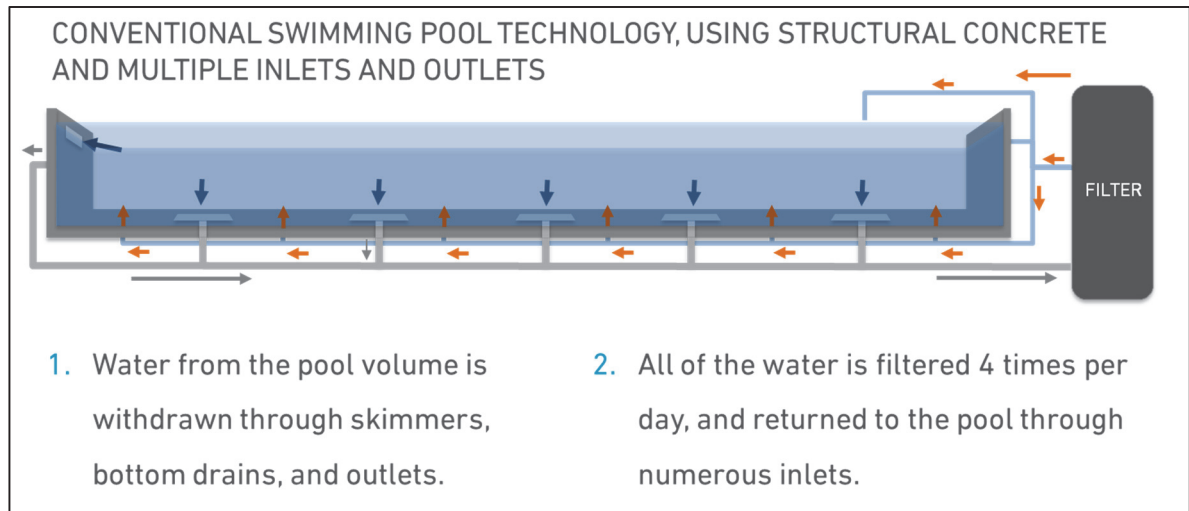 CONVENTIONAL SWIMMING POOL TECHNOLOGY, USING STRUCTURAL CONCRETE
AND MULTIPLE INLETS AND OUTLETS
FILTER
1. Water from the pool volume is
withdrawn through skimmers,
bottom drains, and outlets.
2. All of the water is filtered 4 times per
day, and returned to the pool through
numerous inlets.